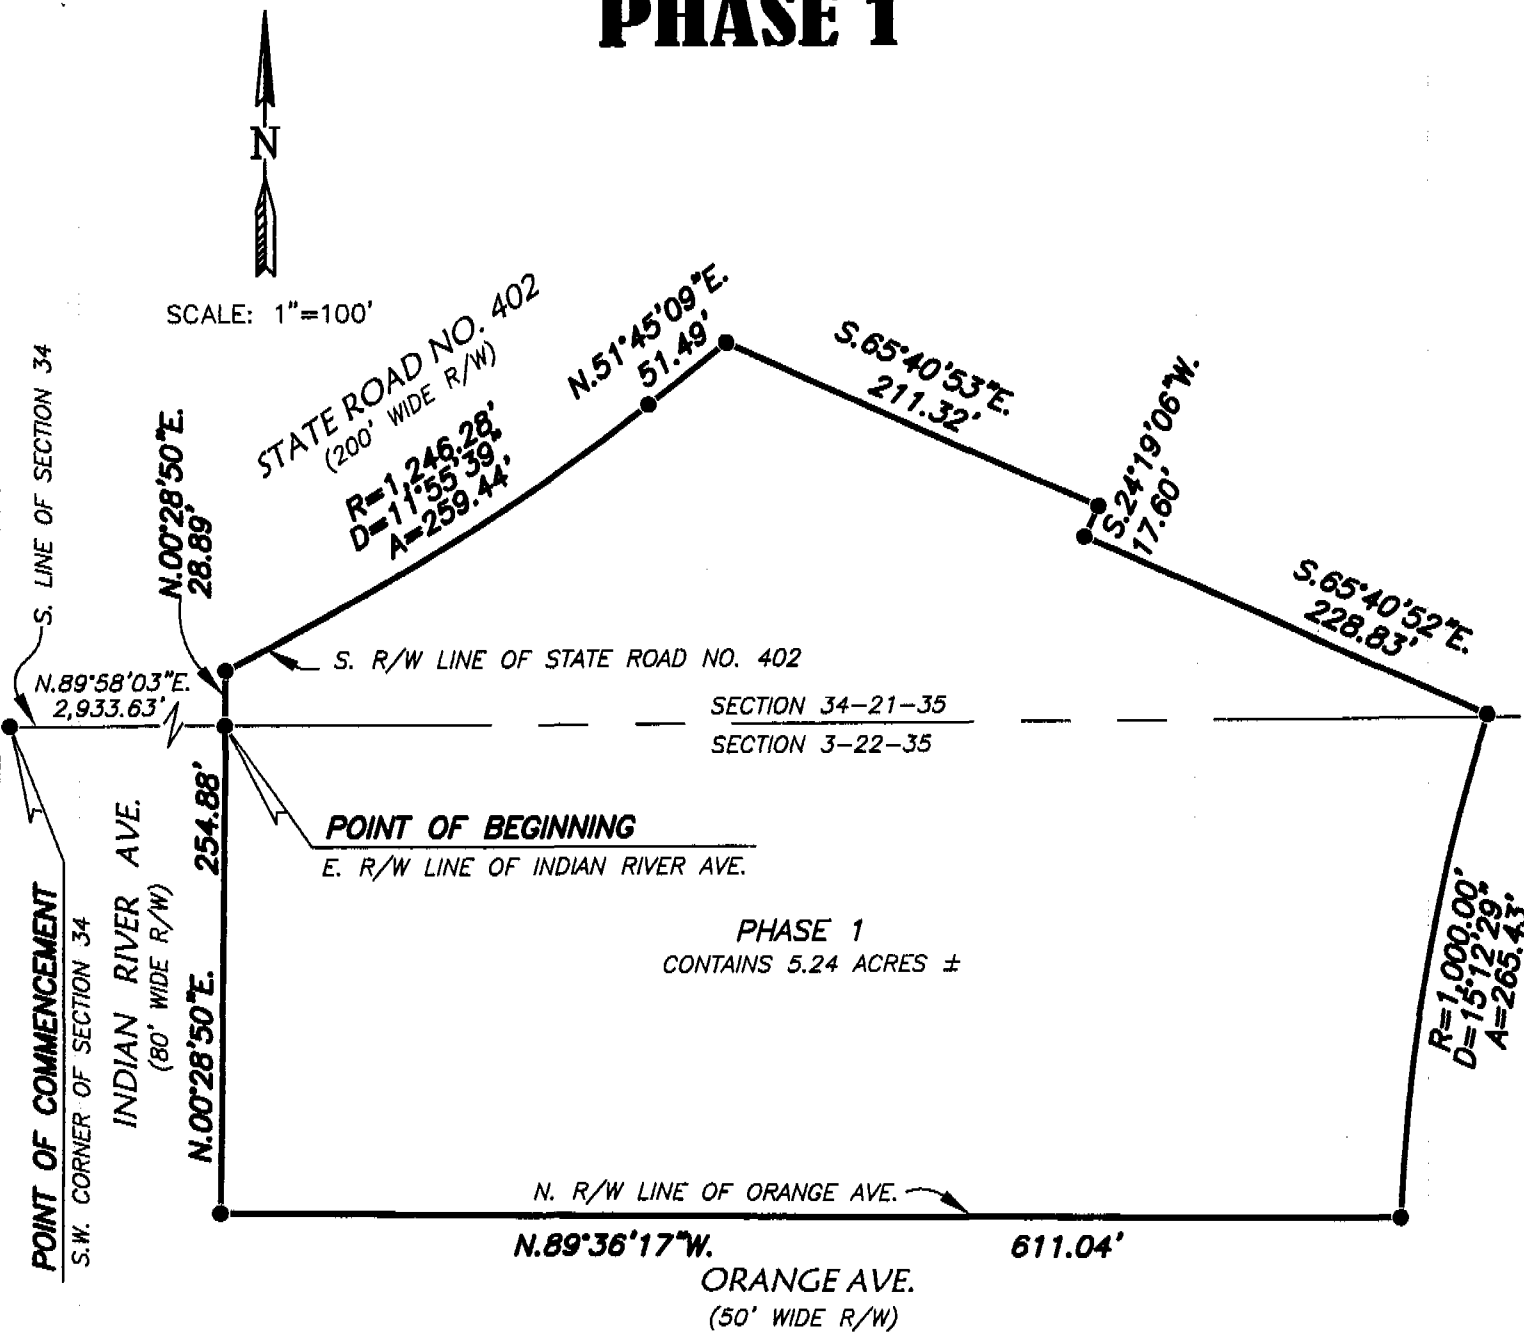 PHASE 1
N
SCALE: 1"=100'
STATE ROAD NO. 402
(200' WIDE R/W)
R=1,246.28'
D=11°55'39"
A=259.44'
N.51°45'09"E.
51.49'
S.65°40'53"E.
211.32'
S.24°19'06"W.
17.60'
S.65°40'52"E.
228.83'
S. LINE OF SECTION 34
N.00°28'50"E.
28.89'
N.89°58'03"E.
2,933.63'
S. R/W LINE OF STATE ROAD NO. 402
SECTION 34-21-35
SECTION 3-22-35
POINT OF BEGINNING
E. R/W LINE OF INDIAN RIVER AVE.
POINT OF COMMENCEMENT
S.W. CORNER OF SECTION 34
INDIAN RIVER AVE.
(80' WIDE R/W)
N.00°28'50"E. 254.88'
PHASE 1
CONTAINS 5.24 ACRES ±
R=1,000.00'
D=15°12'29"
A=265.43'
N. R/W LINE OF ORANGE AVE.
N.89°36'17"W. 611.04'
ORANGE AVE.
(50' WIDE R/W)